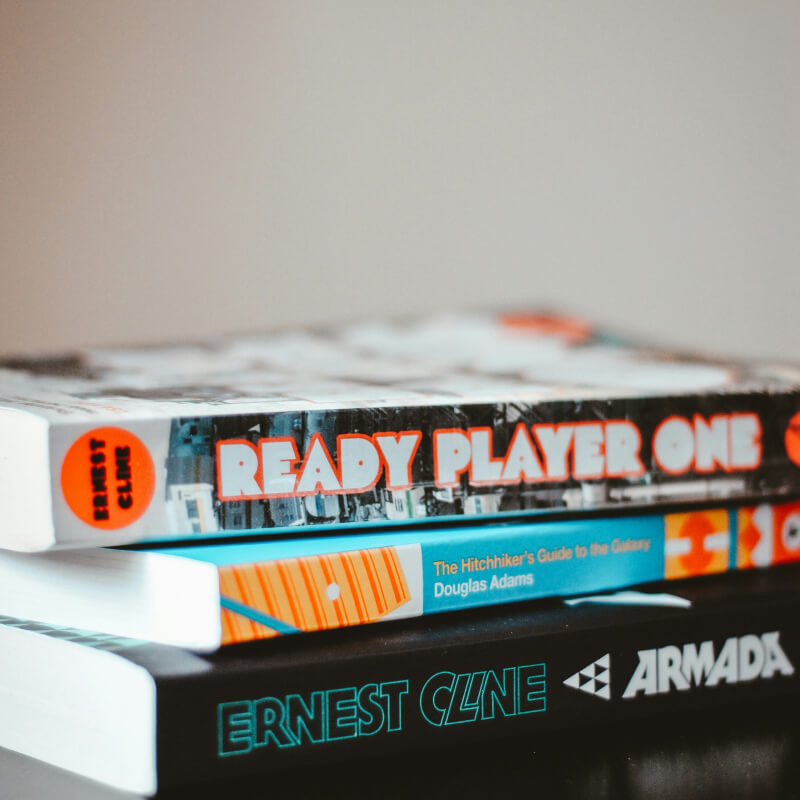 ERNEST
CLINE
READY PLAYER ONE
The Hitchhiker's Guide to the Galaxy
Douglas Adams
ERNEST CLINE
ARMADA